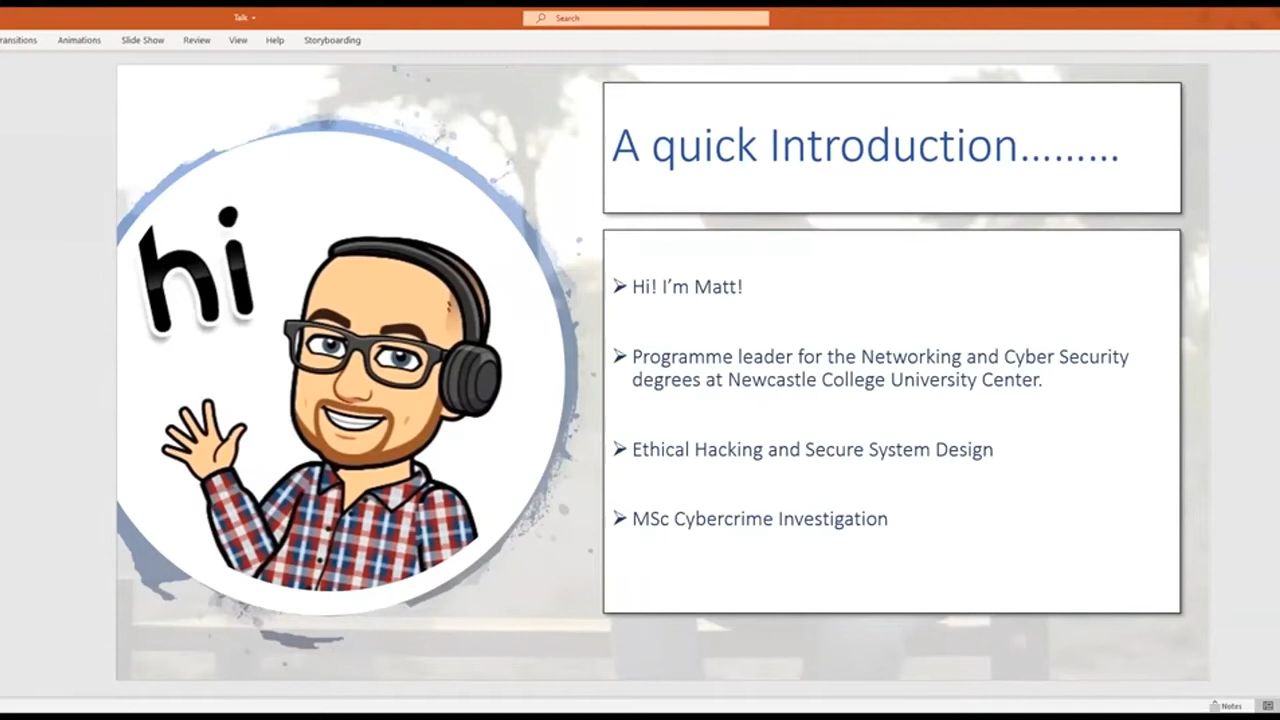 Talk
Search
ransitions Animations Slide Show Review View Help Storyboarding
A quick Introduction.........
hi
Hi! I'm Matt!
Programme leader for the Networking and Cyber Security
degrees at Newcastle College University Center.
Ethical Hacking and Secure System Design
MSc Cybercrime Investigation
Notes